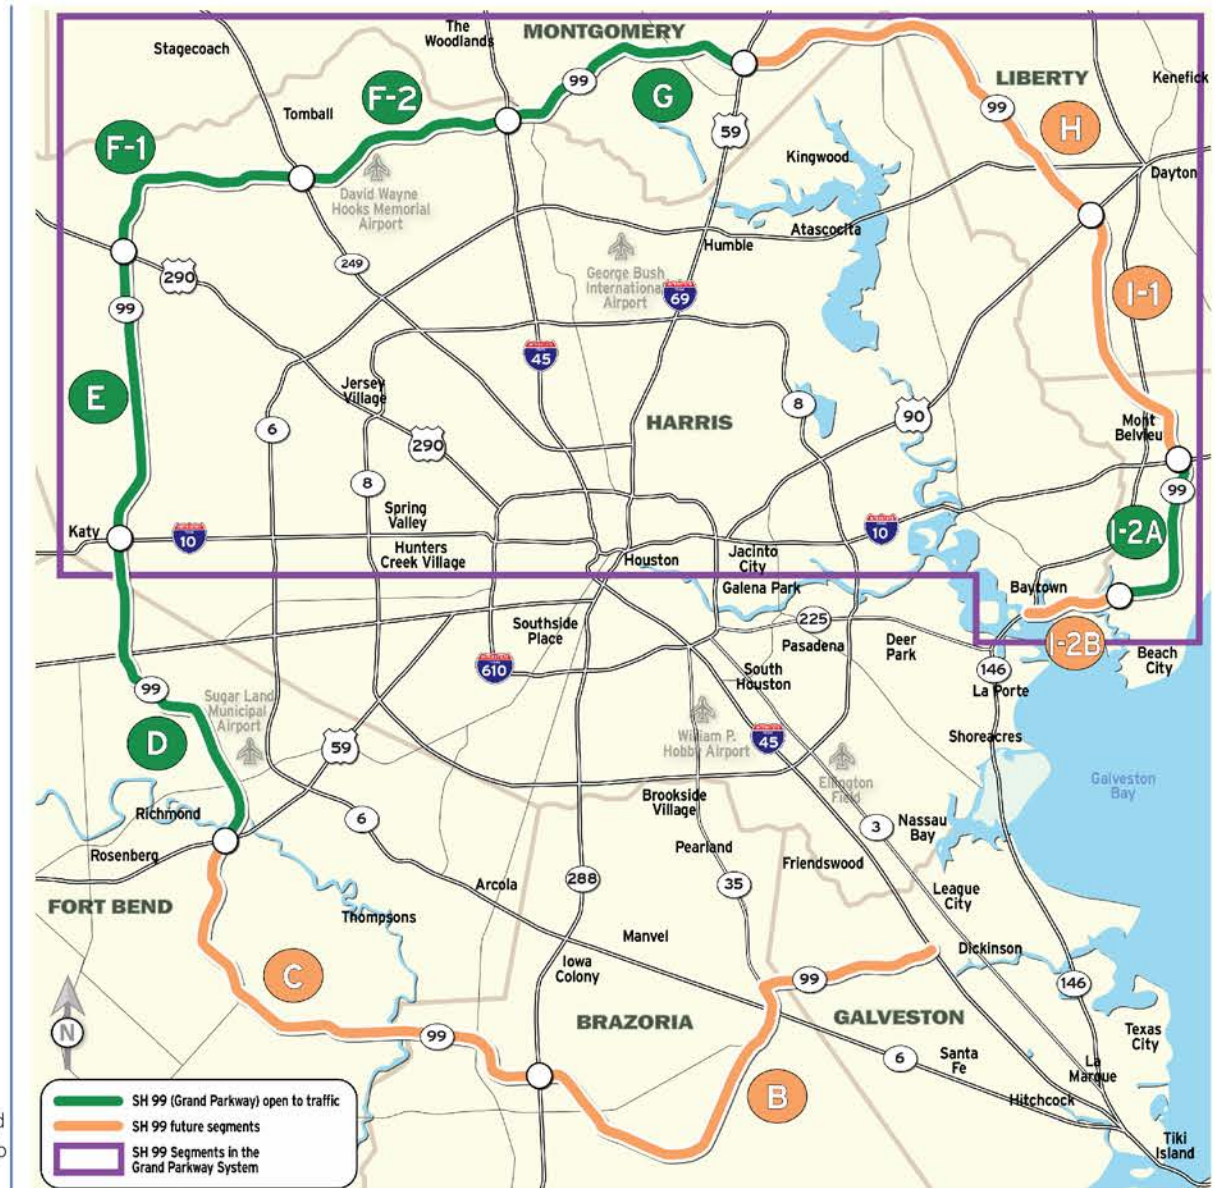 Stagecoach
The
Woodlands
MONTGOMERY
LIBERTY
Kenefick
Tomball
F-2
99
G
99
H
59
F-1
Kingwood
Dayton
David Wayne
Hooks Memorial
Airport
Atascocita
Humble
290
249
George Bush
International
Airport
69
I-1
99
45
E
Jersey
Village
8
90
HARRIS
Mont
Belvieu
6
290
8
99
Spring
Valley
Katy
10
Hunters
Creek Village
10
I-2A
Houston
Jacinto
City
Galena Park
Baytown
225
Southside
Place
Pasadena
Deer
Park
I-2B
Beach
City
610
South
Houston
146
La Porte
99
Sugar Land
Municipal
Airport
D
59
William P.
Hobby Airport
45
Shoreacres
Ellington
Field
Galveston
Bay
Richmond
6
Brookside
Village
3
Nassau
Bay
Rosenberg
Pearland
Friendswood
Arcola
288
35
League
City
FORT BEND
Thompsons
Manvel
Dickinson
C
Iowa
Colony
99
146
99
BRAZORIA
GALVESTON
N
Texas
City
6
Santa
Fe
La
Marque
B
Hitchcock
Tiki
Island
SH 99 (Grand Parkway) open to traffic
SH 99 future segments
SH 99 Segments in the
Grand Parkway System